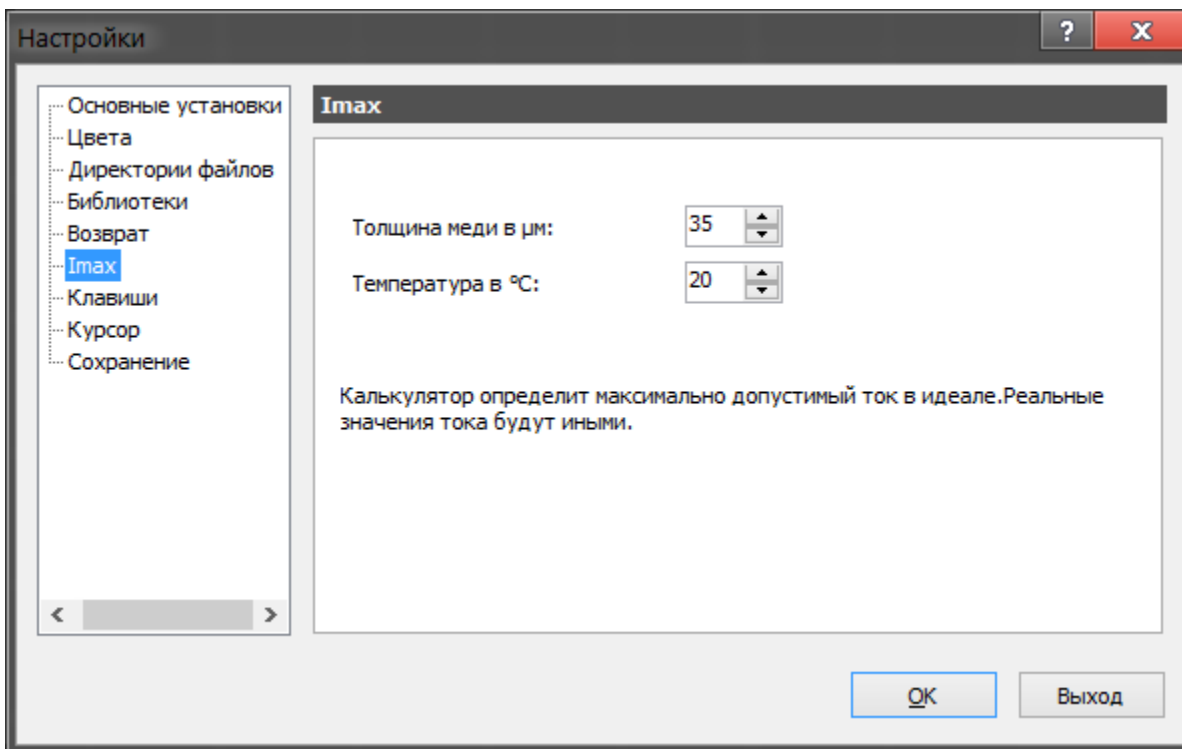 Настройки
?
x
Основные установки
Цвета
Директории файлов
Библиотеки
Возврат
Imax
Клавиши
Курсор
Сохранение
Imax
Толщина меди в μм:
35
Температура в °C:
20
Калькулятор определит максимально допустимый ток в идеале.Реальные
значения тока будут иными.
OK
Выход